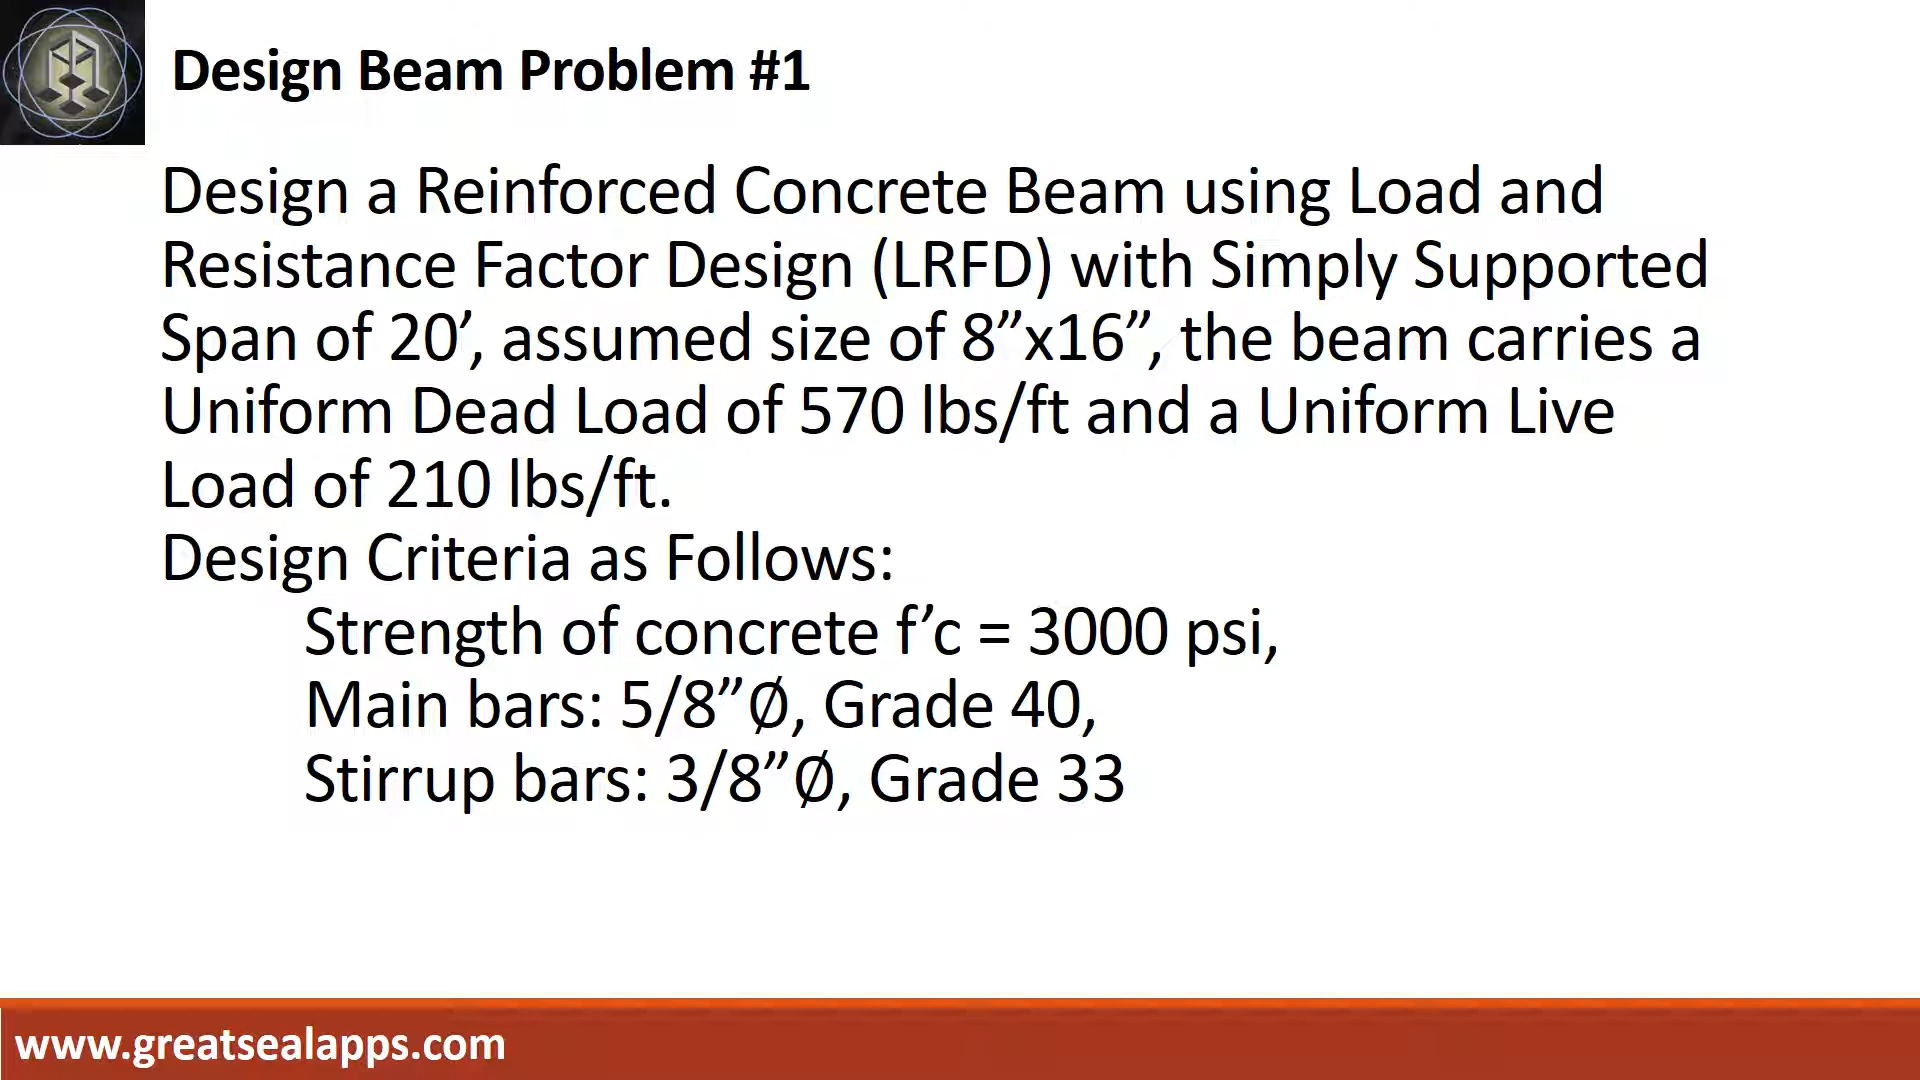 Design Beam Problem #1
Design a Reinforced Concrete Beam using Load and
Resistance Factor Design (LRFD) with Simply Supported
Span of 20’, assumed size of 8”x16”, the beam carries a
Uniform Dead Load of 570 lbs/ft and a Uniform Live
Load of 210 lbs/ft.
Design Criteria as Follows:
Strength of concrete f’c = 3000 psi,
Main bars: 5/8”Ø, Grade 40,
Stirrup bars: 3/8”Ø, Grade 33
www.greatsealapps.com